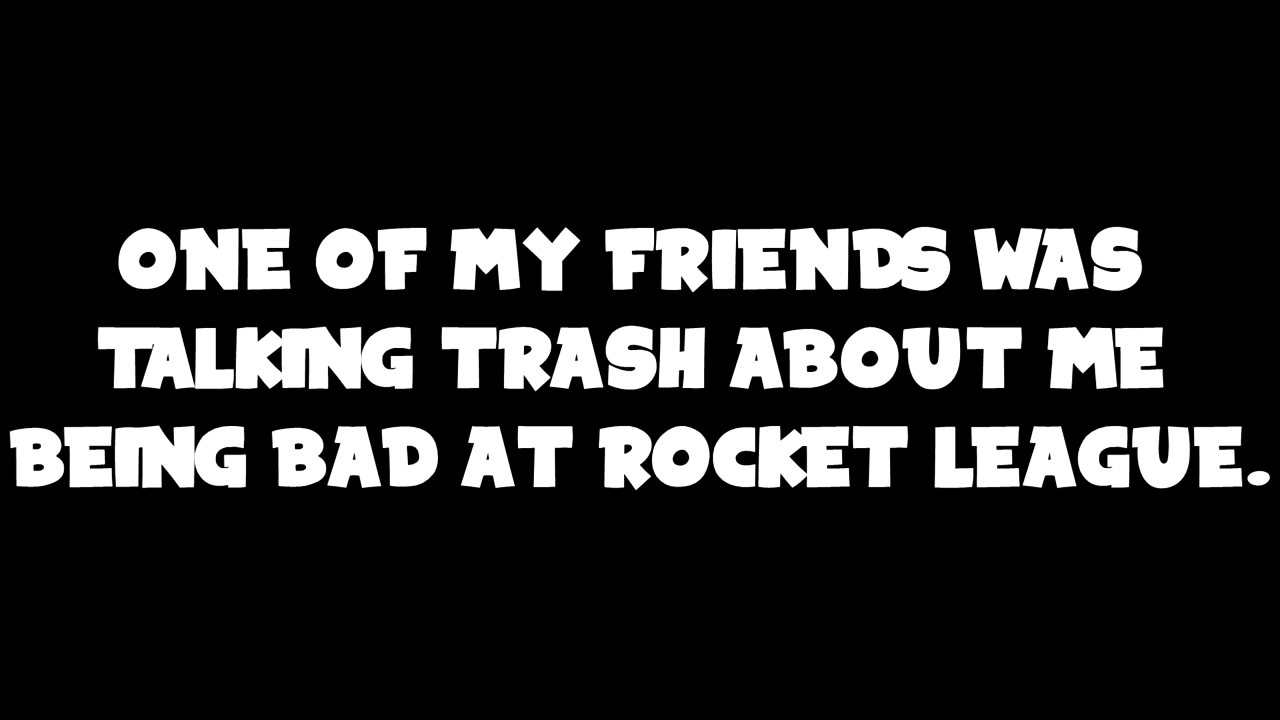 ONE OF MY FRIENDS WAS
TALKING TRASH ABOUT ME
BEING BAD AT ROCKET LEAGUE.